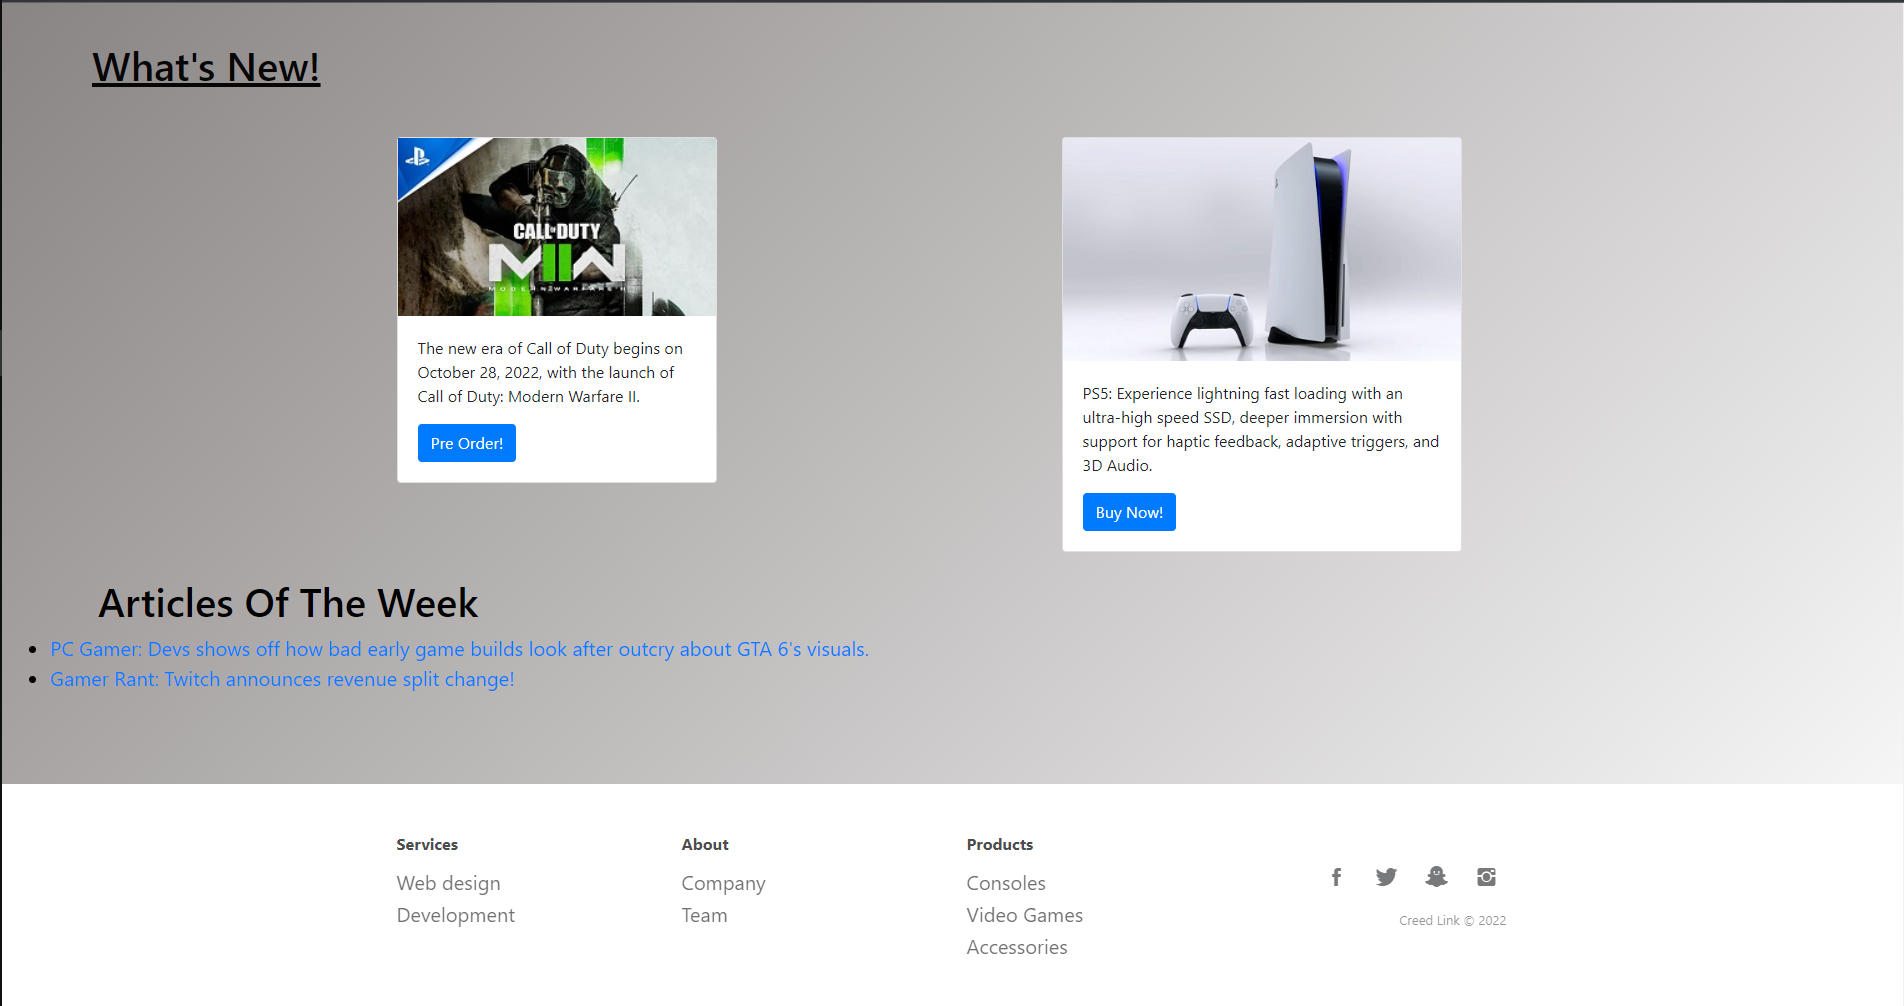 What's New!
CALL OF DUTY
MWII
MODERN WARFARE II
The new era of Call of Duty begins on
October 28, 2022, with the launch of
Call of Duty: Modern Warfare II.
Pre Order!
PS5: Experience lightning fast loading with an
ultra-high speed SSD, deeper immersion with
support for haptic feedback, adaptive triggers, and
3D Audio.
Buy Now!
Articles Of The Week
PC Gamer: Devs shows off how bad early game builds look after outcry about GTA 6's visuals.
Gamer Rant: Twitch announces revenue split change!
Services
Web design
Development
About
Company
Team
Products
Consoles
Video Games
Accessories
Creed Link © 2022